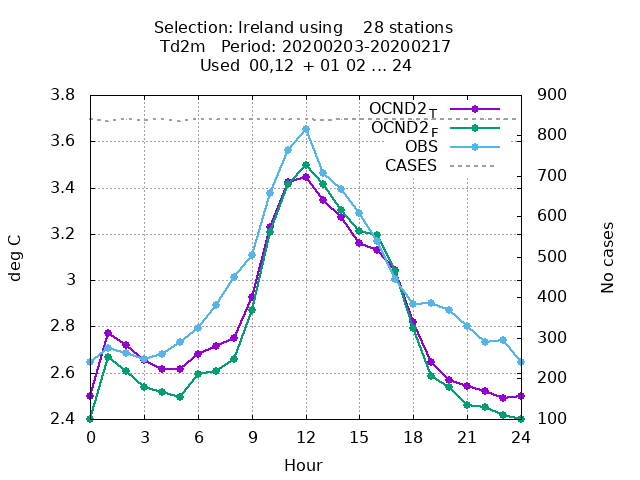 Selection: Ireland using 28 stations
Td2m Period: 20200203-20200217
Used 00,12 + 01 02 ... 24
3.8
3.6
3.4
3.2
3
2.8
2.6
2.4
deg C
900
800
700
600
500
400
300
200
100
No cases
OCND2_T
OCND2_F
OBS
CASES
0 3 6 9 12 15 18 21 24
Hour